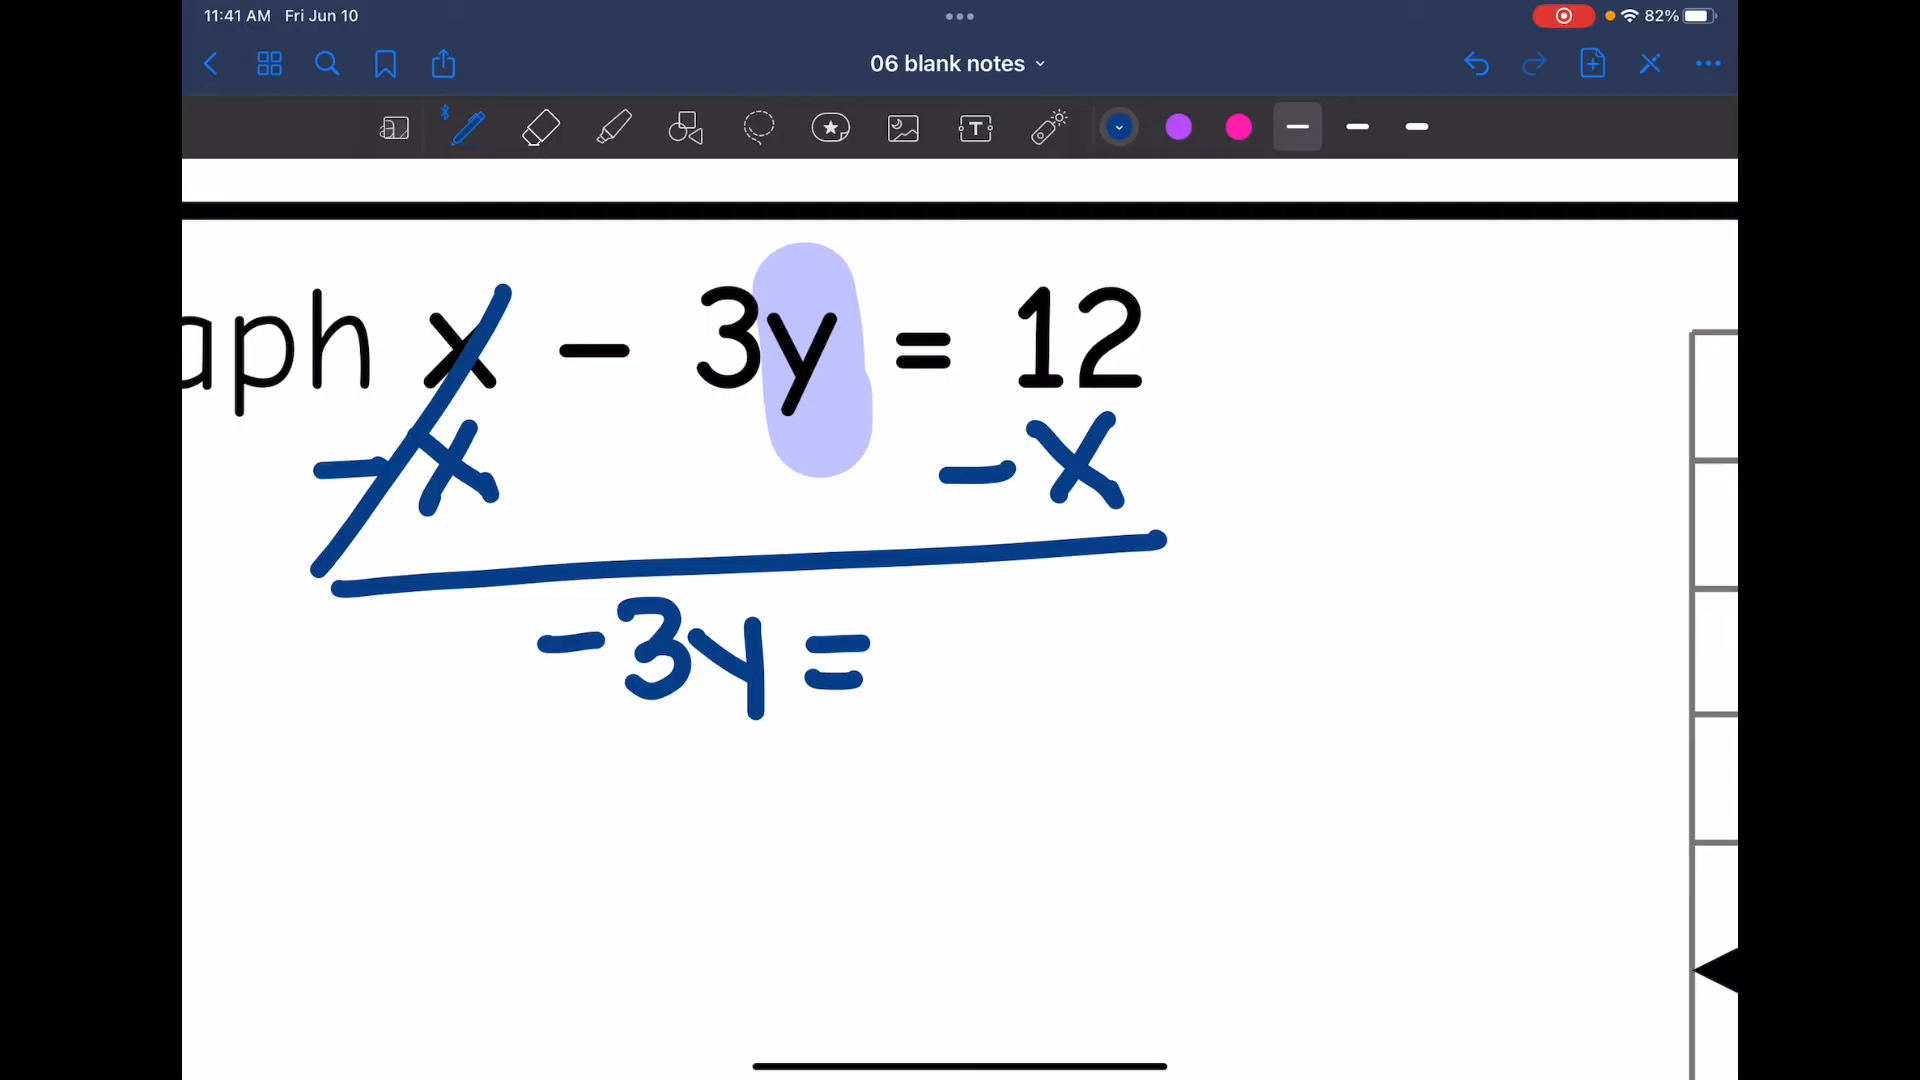 11:41 AM Fri Jun 10
82%
06 blank notes
T
aph x − 3y = 12
−x −x
−3y =